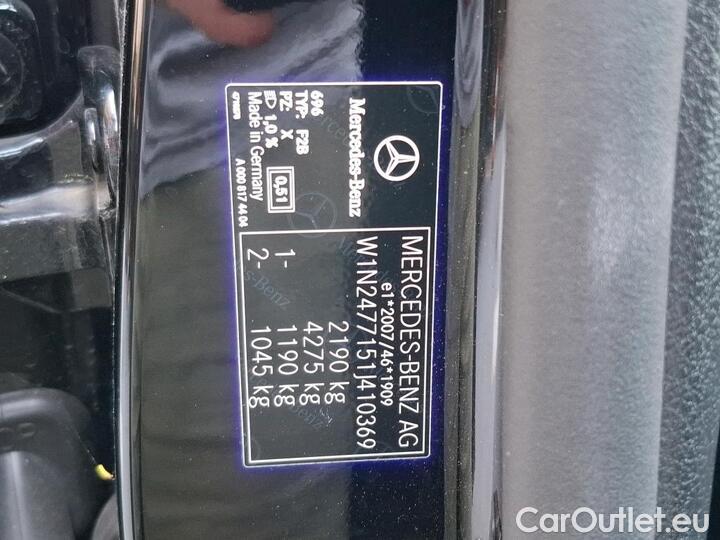 MERCEDES-BENZ AG
e1*2007/46*1909
W1N2477151J410369
2190 kg
4275 kg
1- 1190 kg
2- 1045 kg
Mercedes-Benz
696
TYP: F2B
PZ: X
1,0 % 0,51
Made in Germany
A 000 817 44 04
CarOutlet.eu